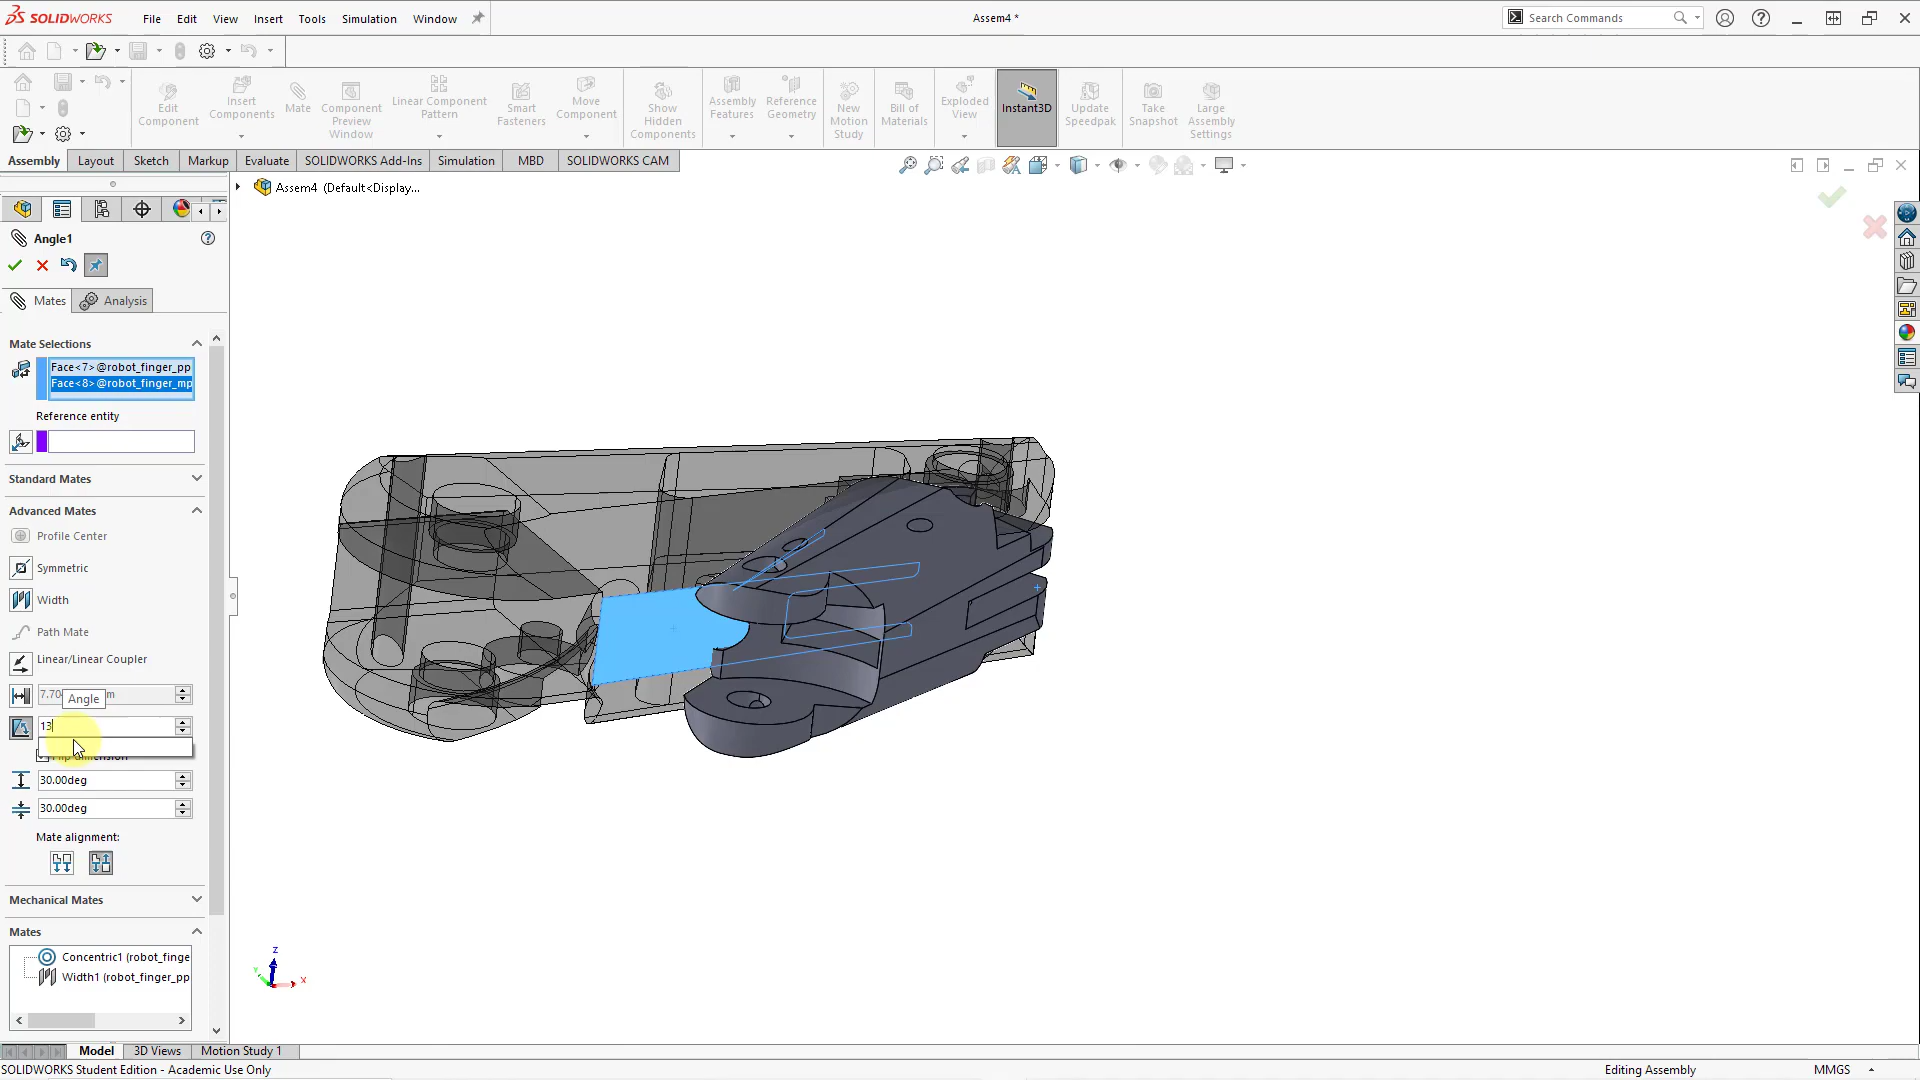 SOLIDWORKS
File
Edit
View
Insert
Tools
Simulation
Window
Assem4 *
Search Commands
Edit Component
Insert Components
Mate
Component Preview Window
Linear Component Pattern
Smart Fasteners
Move Component
Show Hidden Components
Assembly Features
Reference Geometry
New Motion Study
Bill of Materials
Exploded View
Instant3D
Update Speedpak
Take Snapshot
Large Assembly Settings
Assembly
Layout
Sketch
Markup
Evaluate
SOLIDWORKS Add-Ins
Simulation
MBD
SOLIDWORKS CAM
Assem4 (Default<Display...
Angle1
Mates
Analysis
Mate Selections
Face<7>@robot_finger_pp
Face<8>@robot_finger_mp
Reference entity
Standard Mates
Advanced Mates
Profile Center
Symmetric
Width
Path Mate
Linear/Linear Coupler
Angle
13
30.00deg
30.00deg
Mate alignment:
Mechanical Mates
Mates
Concentric1 (robot_finge
Width1 (robot_finger_pp
Z
Y
X
Model
3D Views
Motion Study 1
SOLIDWORKS Student Edition - Academic Use Only
Editing Assembly
MMGS